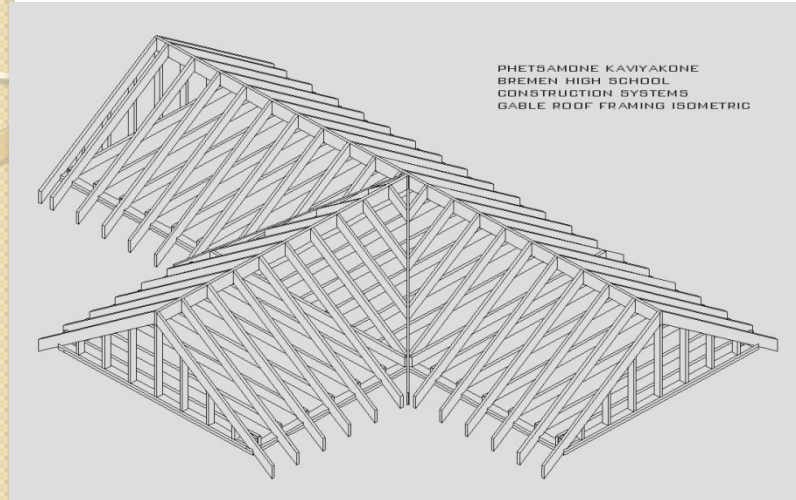 PHETSAMONE KAVIYAKONE
BREMEN HIGH SCHOOL
CONSTRUCTION SYSTEMS
GABLE ROOF FRAMING ISOMETRIC